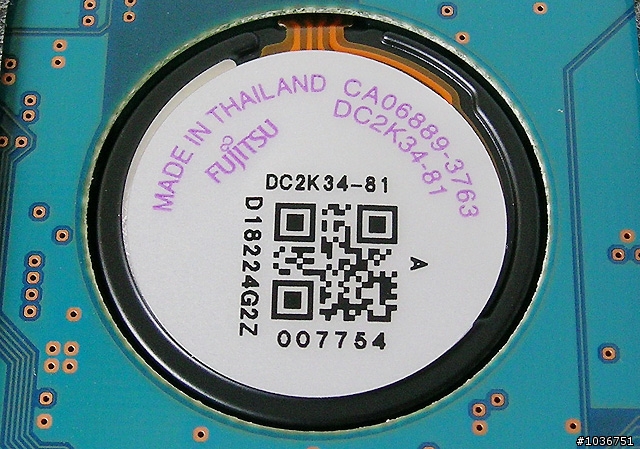 MADE IN THAILAND
FUJITSU
CA06889-3763
DC2K34-81
DC2K34-81
D18224G2Z
A
007754
#1036751